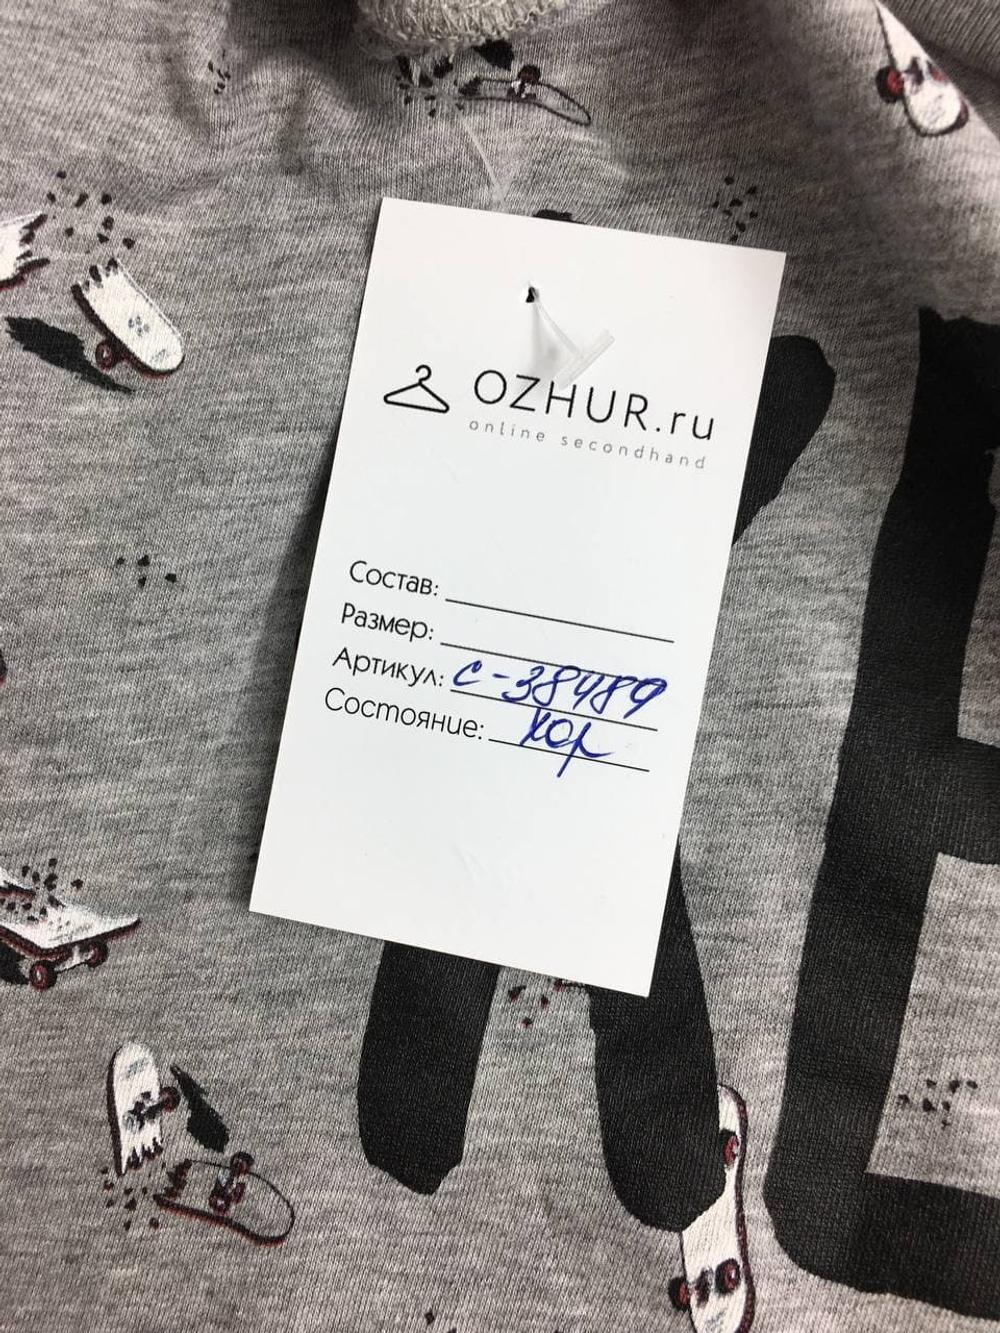 OZHUR.ru
online secondhand
Состав:
Размер:
Артикул: С-38489
Состояние: хор